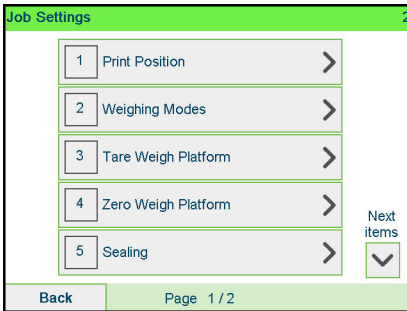 Job Settings 2
1 Print Position
2 Weighing Modes
3 Tare Weigh Platform
4 Zero Weigh Platform
5 Sealing
Next
items
Back Page 1 / 2